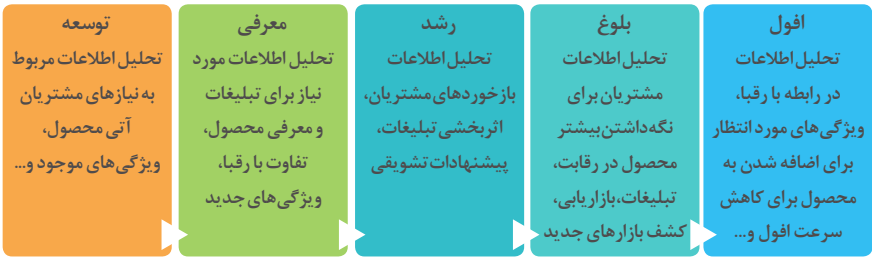 توسعه
تحلیل اطلاعات مربوط
به نیازهای مشتریان
آتی محصول،
ویژگی‌های موجود و...
معرفی
تحلیل اطلاعات مورد
نیاز برای تبلیغات
و معرفی محصول،
تفاوت با رقبا،
ویژگی‌های جدید
رشد
تحلیل اطلاعات
بازخوردهای مشتریان،
اثربخشی تبلیغات،
پیشنهادات تشویقی
بلوغ
تحلیل اطلاعات
مشتریان برای
نگه‌داشتن بیشتر
محصول در رقابت،
تبلیغات، بازاریابی،
کشف بازارهای جدید
افول
تحلیل اطلاعات
در رابطه با رقبا،
ویژگی‌های مورد انتظار
برای اضافه شدن به
محصول برای کاهش
سرعت افول و...